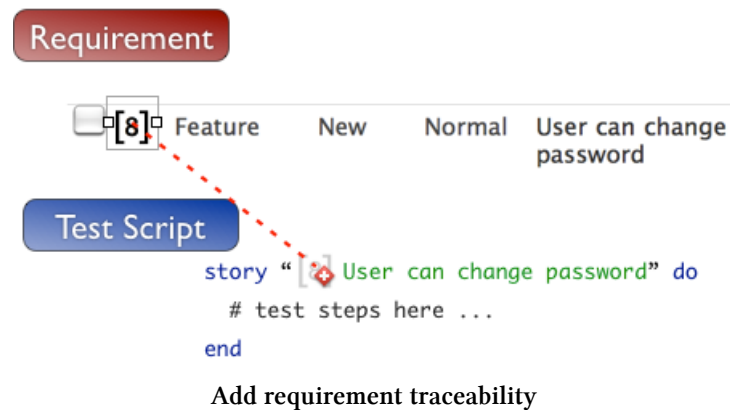 Requirement
[8] Feature New Normal User can change
password
Test Script
story “[8] User can change password” do
# test steps here ...
end
Add requirement traceability